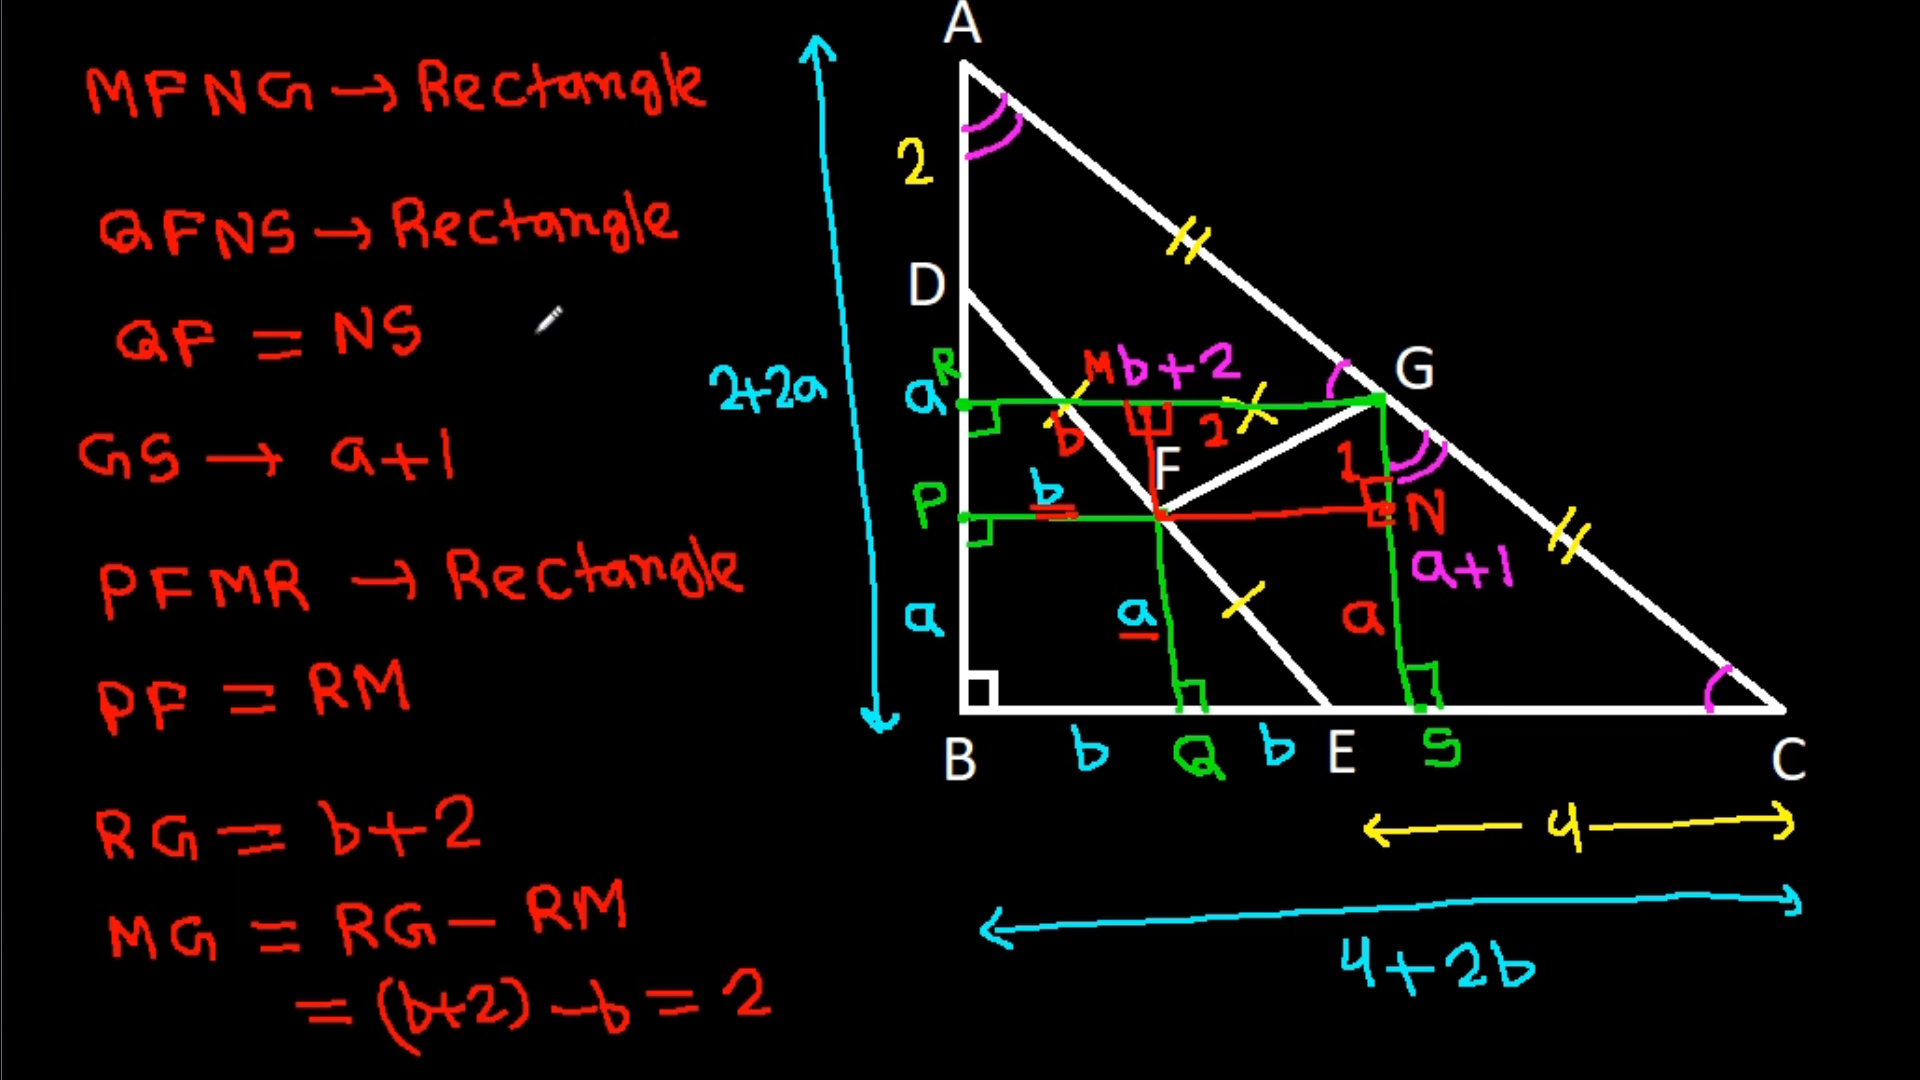 MFNG → Rectangle
QFNS → Rectangle
QF = NS
GS → a+1
PFMR → Rectangle
PF = RM
RG = b+2
MG = RG - RM
= (b+2) - b = 2
A
2
D
R
M b+2
G
a
2+2a
b
2
F
1
P
b
N
a+1
a
a
a
B
b
Q
b
E
S
C
4
4+2b